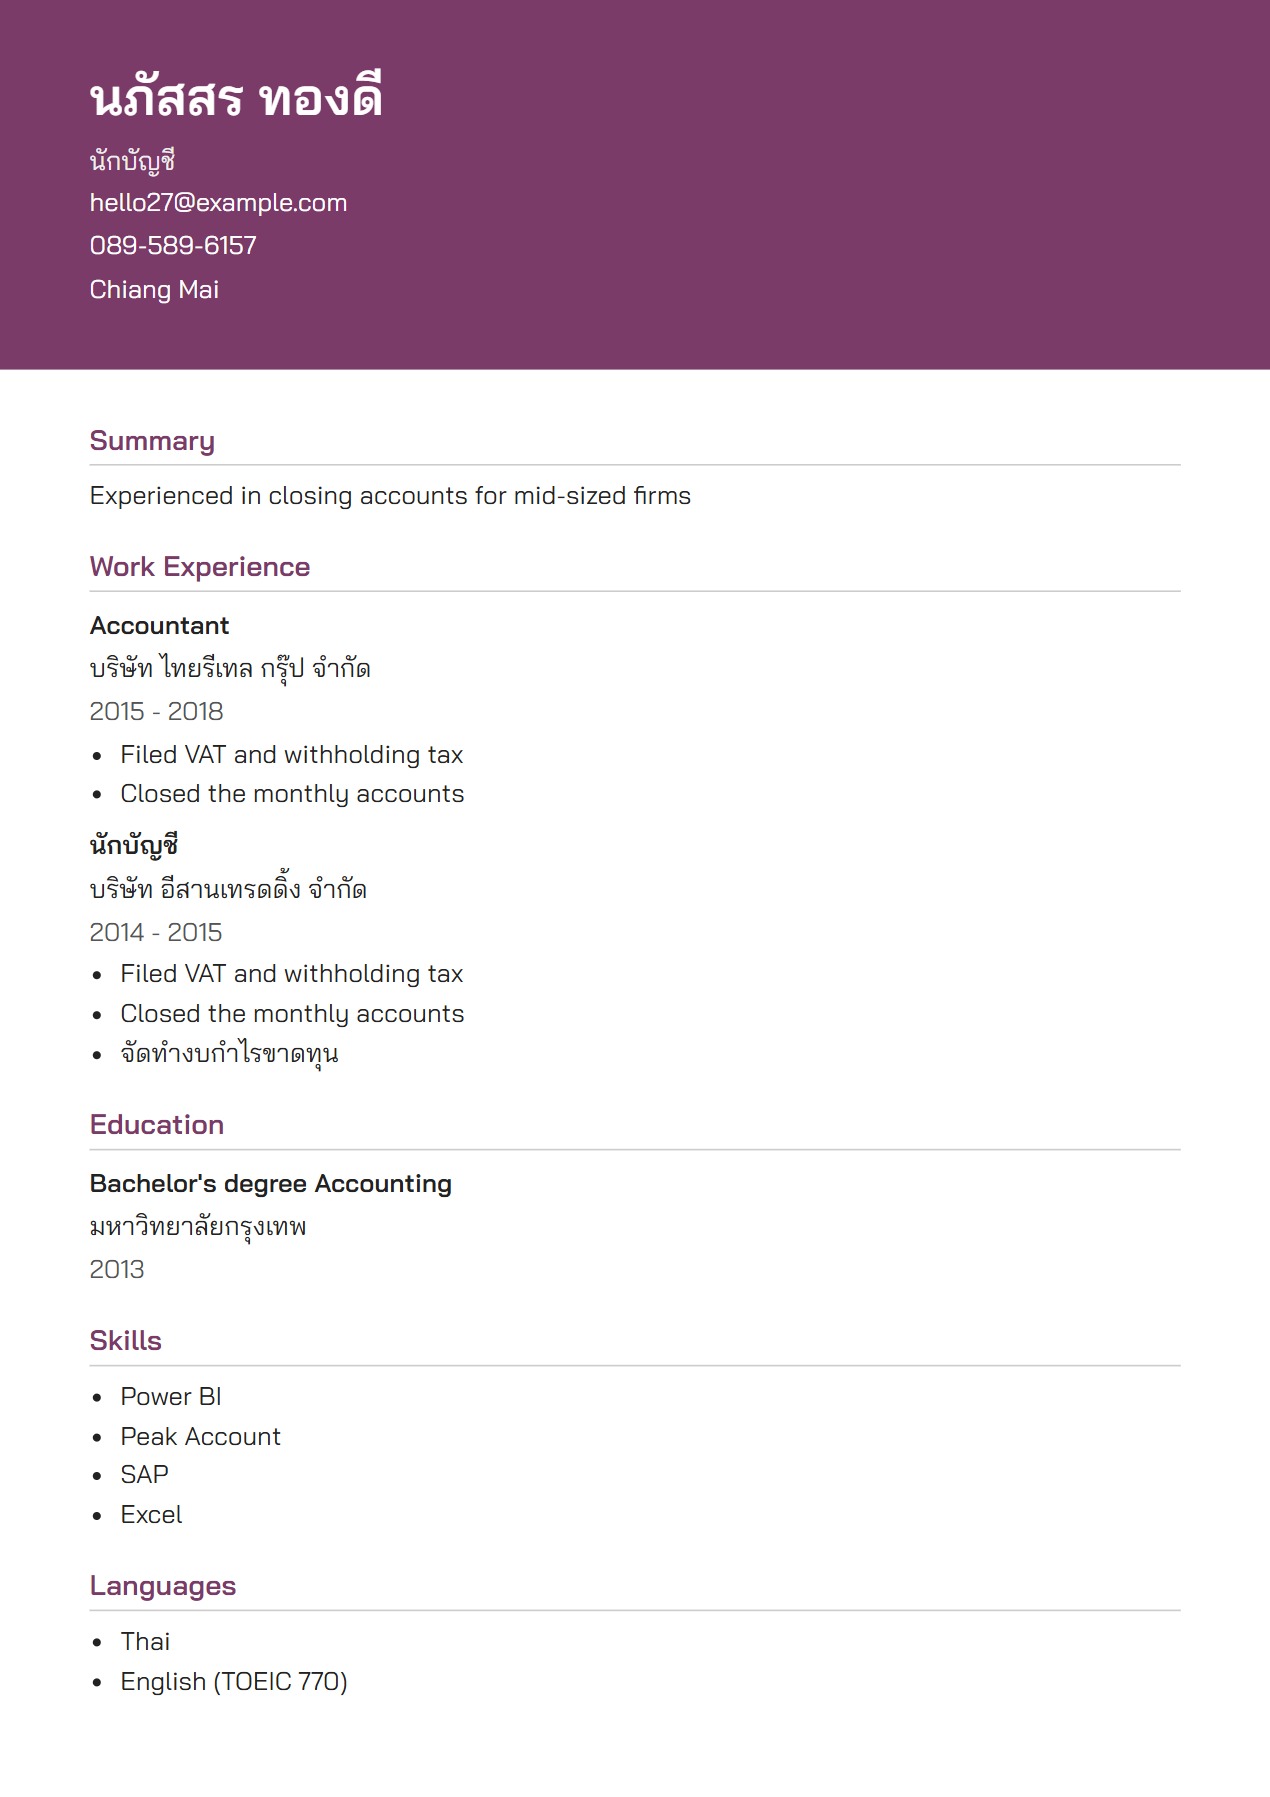 นภัสสร ทองดี
นักบัญชี
hello27@example.com
089-589-6157
Chiang Mai
Summary
Experienced in closing accounts for mid-sized firms
Work Experience
Accountant
บริษัท ไทยรีเทล กรุ๊ป จำกัด
2015 - 2018
• Filed VAT and withholding tax
• Closed the monthly accounts
นักบัญชี
บริษัท อีสานเทรดดิ้ง จำกัด
2014 - 2015
• Filed VAT and withholding tax
• Closed the monthly accounts
• จัดทำงบกำไรขาดทุน
Education
Bachelor's degree Accounting
มหาวิทยาลัยกรุงเทพ
2013
Skills
• Power BI
• Peak Account
• SAP
• Excel
Languages
• Thai
• English (TOEIC 770)